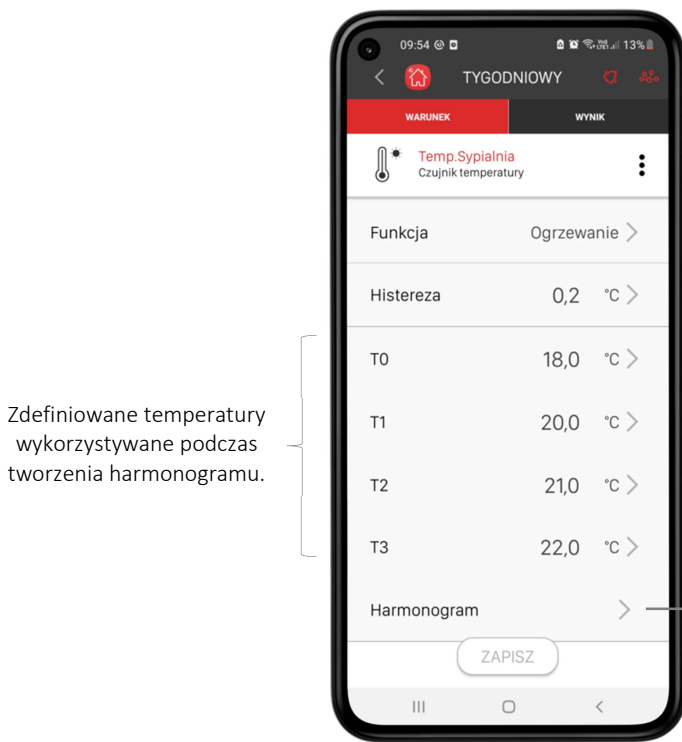 09:54
13%
TYGODNIOWY
WARUNEK WYNIK
Temp.Sypialnia
Czujnik temperatury
Funkcja Ogrzewanie
Histereza 0,2 °C
T0 18,0 °C
T1 20,0 °C
T2 21,0 °C
T3 22,0 °C
Harmonogram
ZAPISZ
Zdefiniowane temperatury
wykorzystywane podczas
tworzenia harmonogramu.